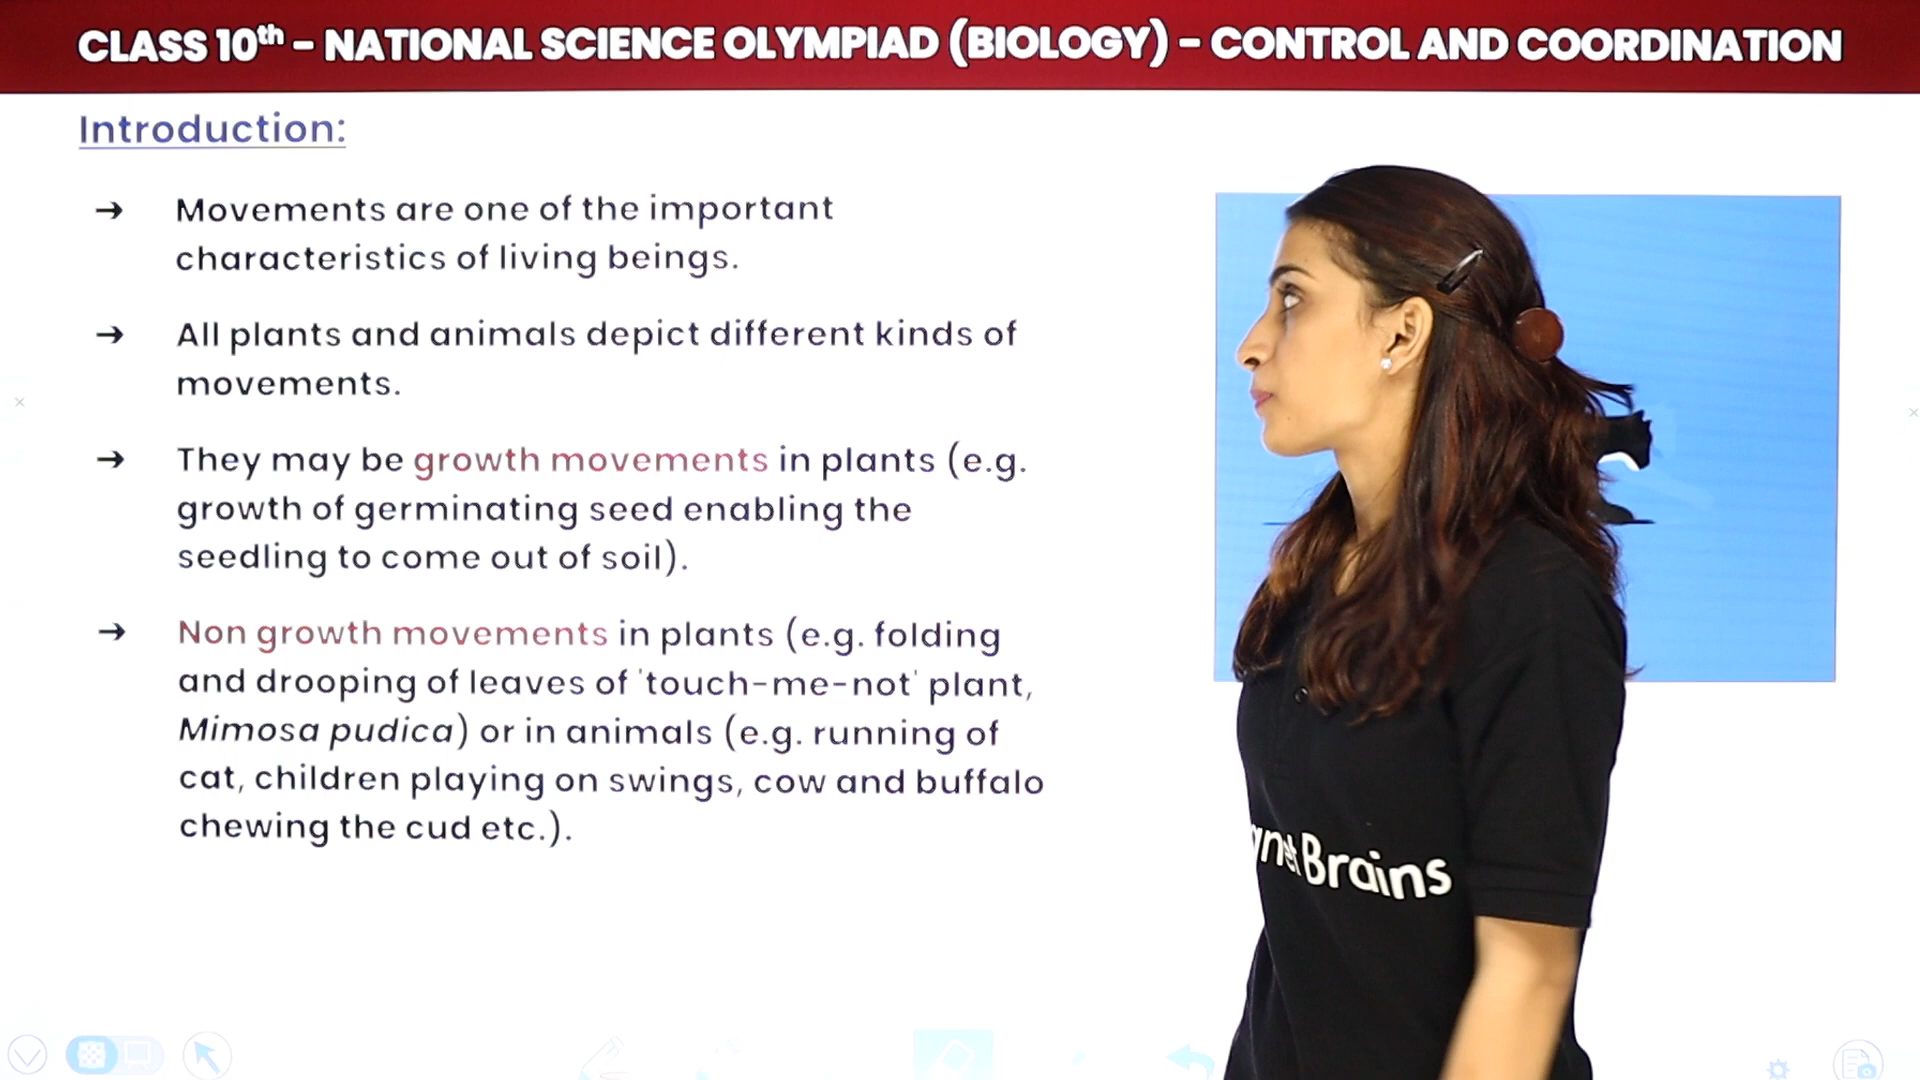 CLASS 10th – NATIONAL SCIENCE OLYMPIAD (BIOLOGY) – CONTROL AND COORDINATION
Introduction:
→ Movements are one of the important
characteristics of living beings.
→ All plants and animals depict different kinds of
movements.
→ They may be growth movements in plants (e.g.
growth of germinating seed enabling the
seedling to come out of soil).
→ Non growth movements in plants (e.g. folding
and drooping of leaves of 'touch-me-not' plant,
Mimosa pudica) or in animals (e.g. running of
cat, children playing on swings, cow and buffalo
chewing the cud etc.).
Brains